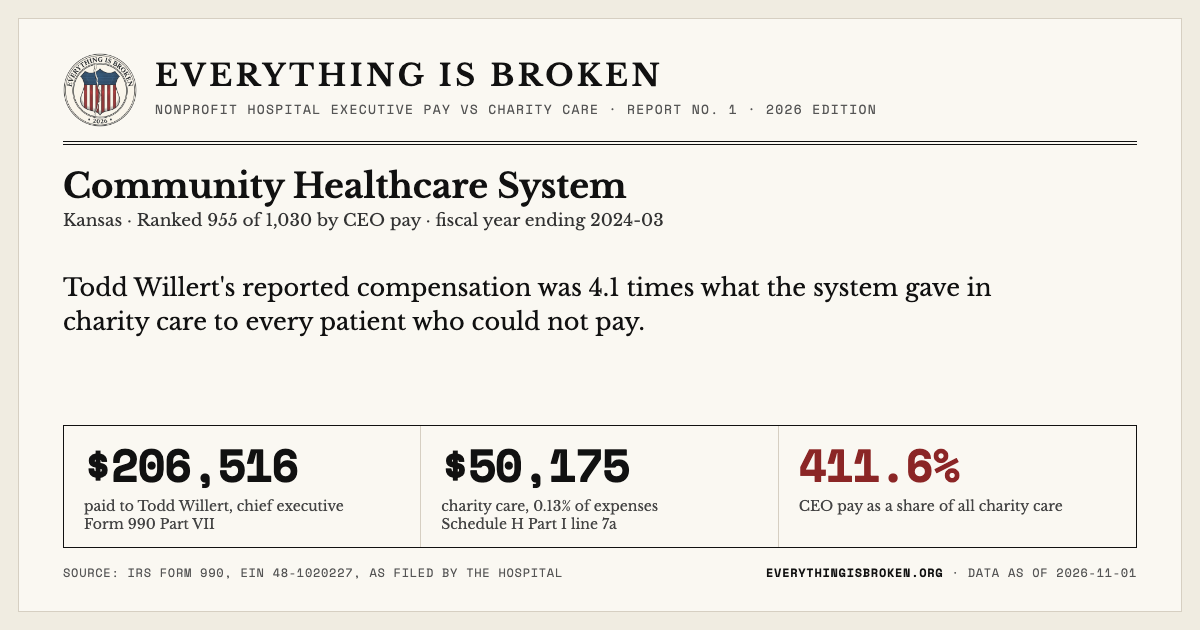 EVERYTHING IS BROKEN
2026
EVERYTHING IS BROKEN
NONPROFIT HOSPITAL EXECUTIVE PAY VS CHARITY CARE · REPORT NO. 1 · 2026 EDITION
Community Healthcare System
Kansas · Ranked 955 of 1,030 by CEO pay · fiscal year ending 2024-03
Todd Willert's reported compensation was 4.1 times what the system gave in
charity care to every patient who could not pay.
$206,516
paid to Todd Willert, chief executive
Form 990 Part VII
$50,175
charity care, 0.13% of expenses
Schedule H Part I line 7a
411.6%
CEO pay as a share of all charity care
SOURCE: IRS FORM 990, EIN 48-1020227, AS FILED BY THE HOSPITAL
EVERYTHINGISBROKEN.ORG · DATA AS OF 2026-11-01